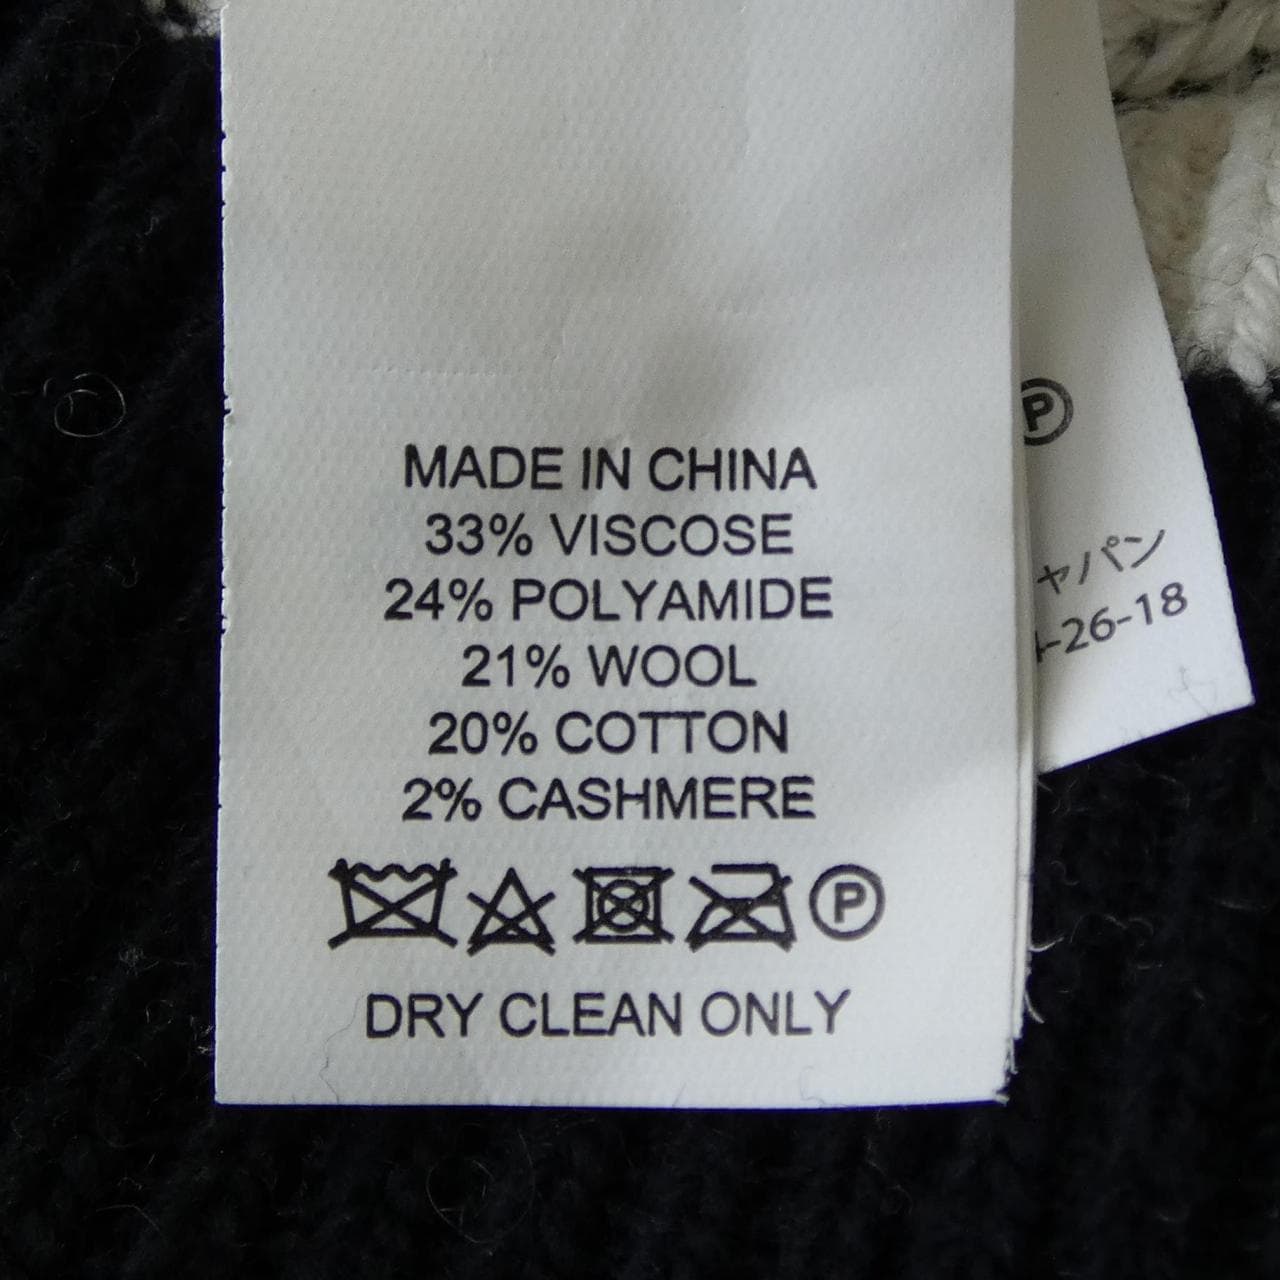 MADE IN CHINA
33% VISCOSE
24% POLYAMIDE
21% WOOL
20% COTTON
2% CASHMERE
P
DRY CLEAN ONLY
P
ャパン
-26-18